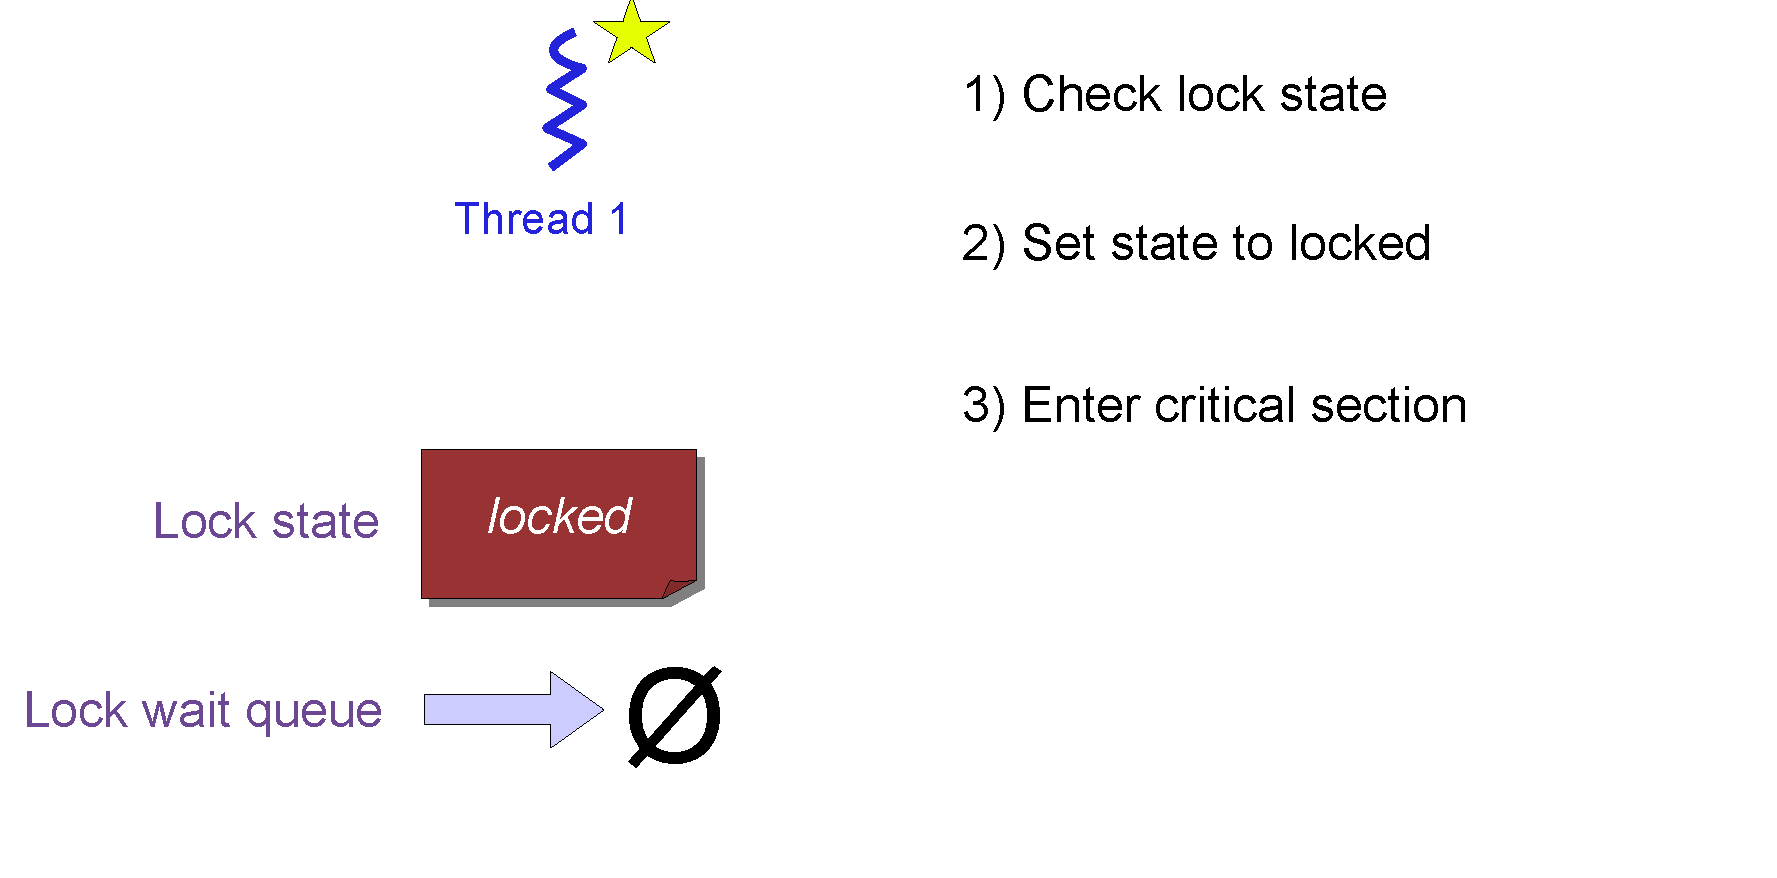 Thread 1
1) Check lock state
2) Set state to locked
3) Enter critical section
Lock state
locked
Lock wait queue
Ø